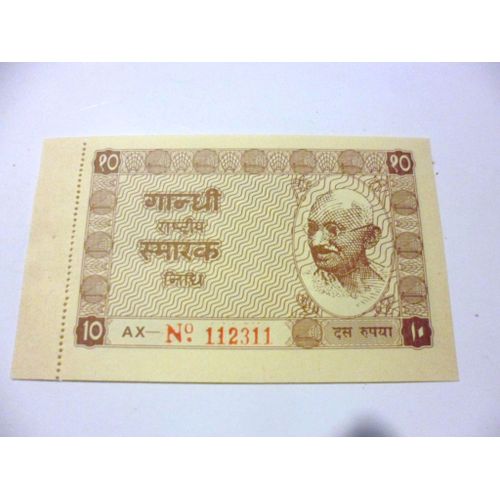 १० १०
गान्धी
राष्ट्रीय
स्मारक
निधि
10 AX– Nº 112311 दस रुपया १०